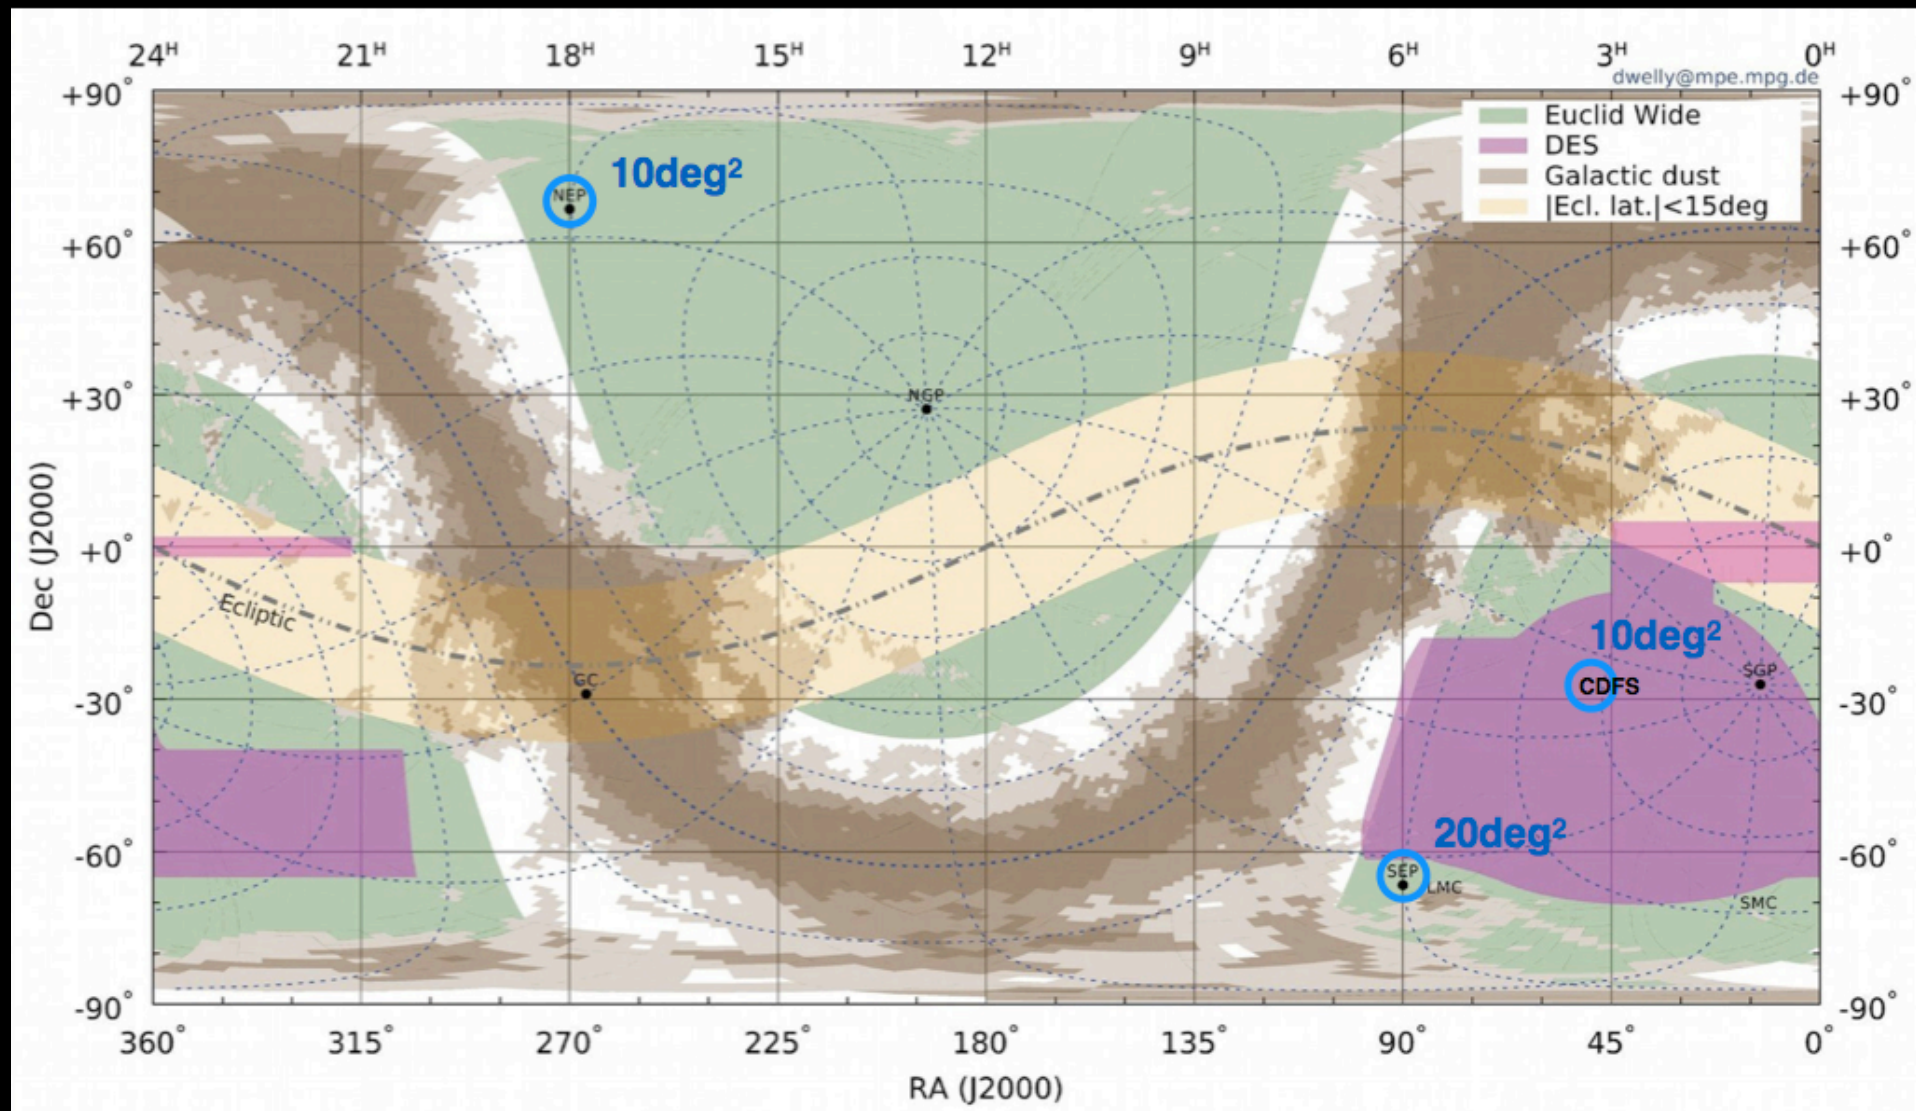 24ᴴ 21ᴴ 18ᴴ 15ᴴ 12ᴴ 9ᴴ 6ᴴ 3ᴴ 0ᴴ
dwelly@mpe.mpg.de
+90° +90°
Euclid Wide
DES
Galactic dust
|Ecl. lat.|<15deg
10deg²
NEP
+60° +60°
+30° +30°
NGP
+0° +0°
Ecliptic
10deg²
GC
CDFS
SGP
-30° -30°
20deg²
-60° -60°
SEP
LMC
SMC
-90° -90°
360° 315° 270° 225° 180° 135° 90° 45° 0°
RA (J2000)
Dec (J2000)